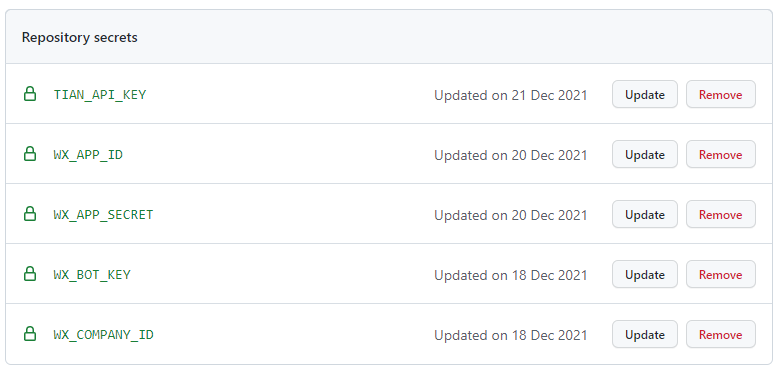 Repository secrets
TIAN_API_KEY Updated on 21 Dec 2021 Update Remove
WX_APP_ID Updated on 20 Dec 2021 Update Remove
WX_APP_SECRET Updated on 20 Dec 2021 Update Remove
WX_BOT_KEY Updated on 18 Dec 2021 Update Remove
WX_COMPANY_ID Updated on 18 Dec 2021 Update Remove